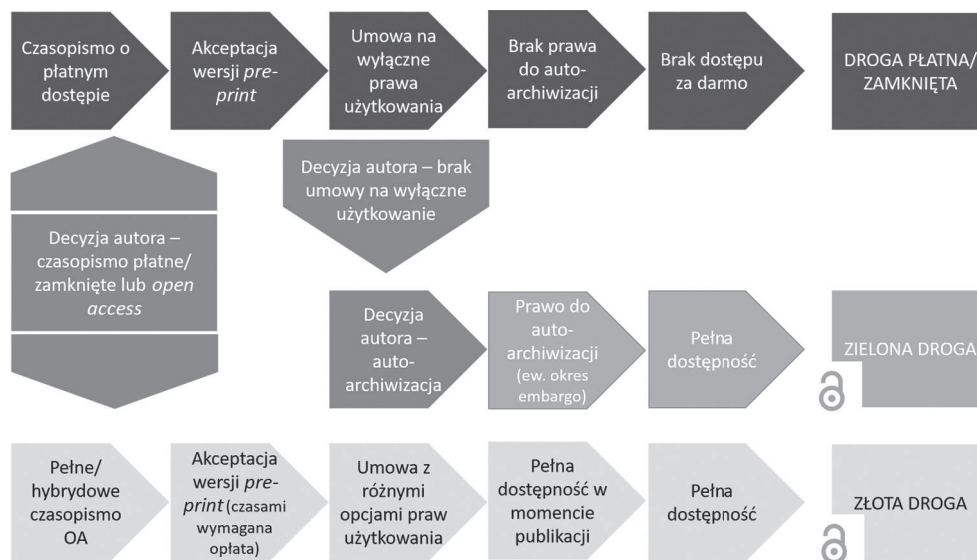 Czasopismo o
płatnym
dostępie
Akceptacja
wersji pre-
print
Umowa na
wyłączne
prawa
użytkowania
Brak prawa
do auto-
archiwizacji
Brak dostępu
za darmo
DROGA PŁATNA/
ZAMKNIĘTA
Decyzja autora – brak
umowy na wyłączne
użytkowanie
Decyzja autora –
czasopismo płatne/
zamknięte lub open
access
Decyzja
autora –
auto-
archiwizacja
Prawo do
auto-
archiwizacji
(ew. okres
embargo)
Pełna
dostępność
ZIELONA DROGA
Pełne/
hybrydowe
czasopismo
OA
Akceptacja
wersji pre-
print (czasami
wymagana
opłata)
Umowa z
różnymi
opcjami praw
użytkowania
Pełna
dostępność w
momencie
publikacji
Pełna
dostępność
ZŁOTA DROGA